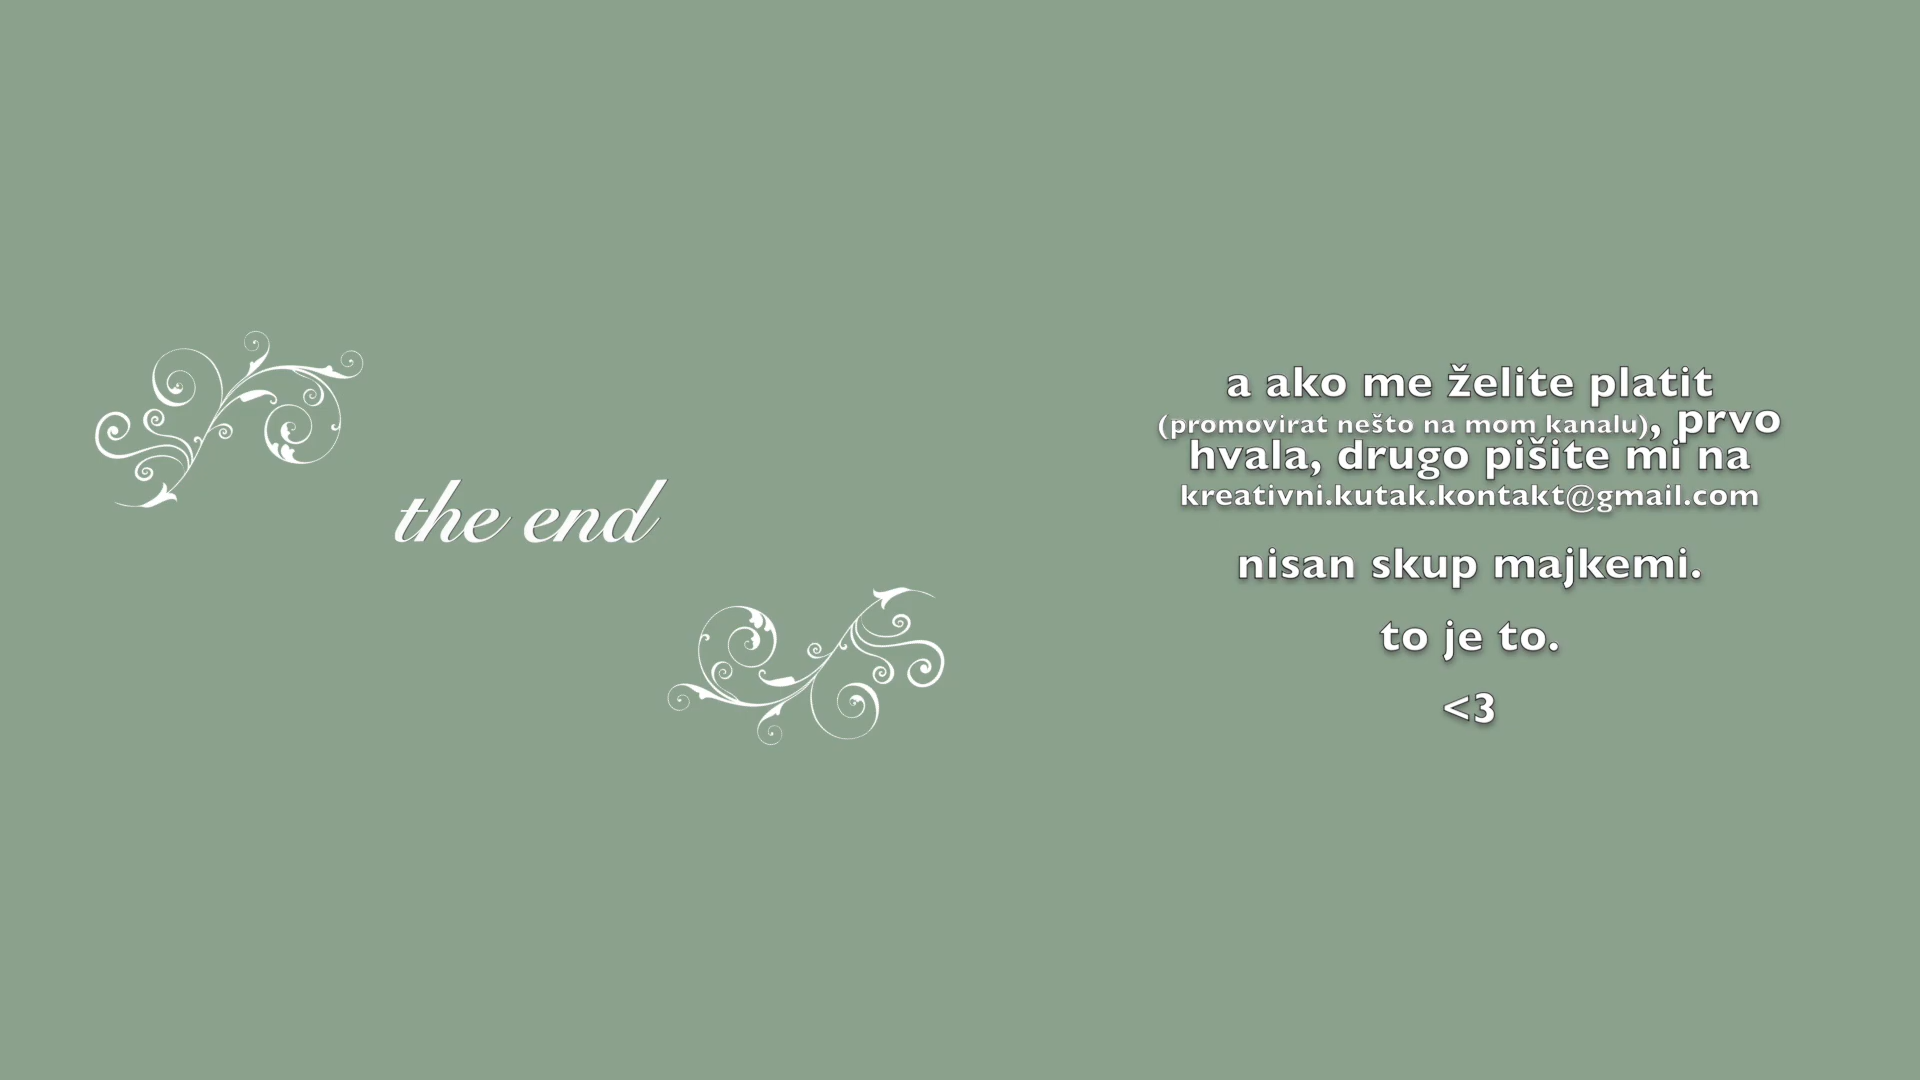 the end
a ako me želite platit
(promovirat nešto na mom kanalu), prvo
hvala, drugo pišite mi na
kreativni.kutak.kontakt@gmail.com
nisan skup majkemi.
to je to.
<3